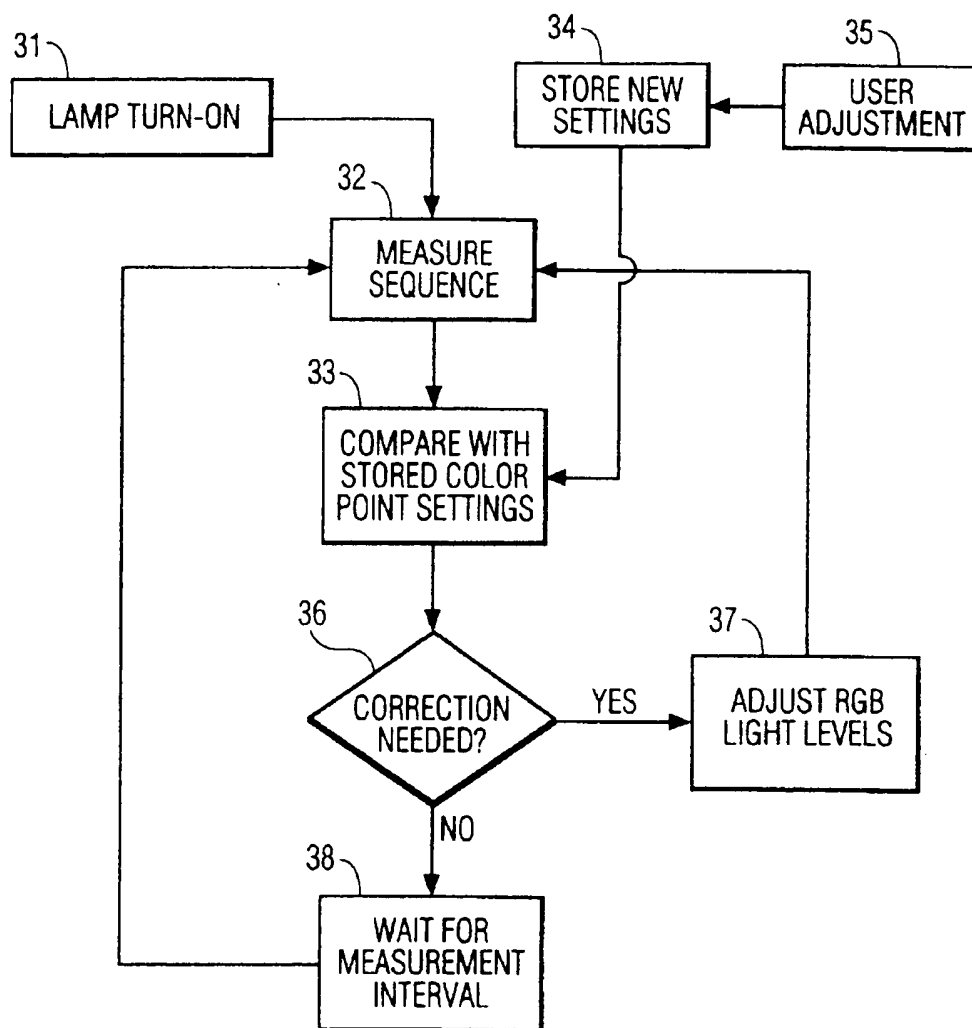 31
LAMP TURN-ON
34
STORE NEW
SETTINGS
35
USER
ADJUSTMENT
32
MEASURE
SEQUENCE
33
COMPARE WITH
STORED COLOR
POINT SETTINGS
36
CORRECTION
NEEDED?
YES
37
ADJUST RGB
LIGHT LEVELS
NO
38
WAIT FOR
MEASUREMENT
INTERVAL